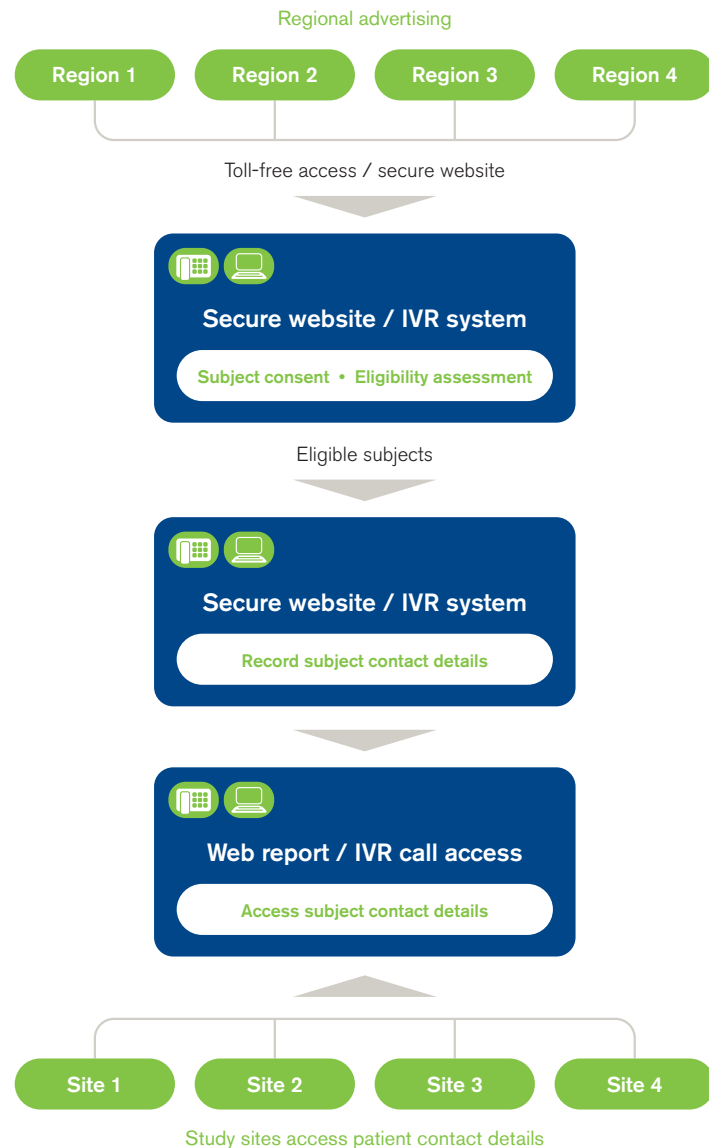 Regional advertising
Region 1 Region 2 Region 3 Region 4
Toll-free access / secure website
Secure website / IVR system
Subject consent • Eligibility assessment
Eligible subjects
Secure website / IVR system
Record subject contact details
Web report / IVR call access
Access subject contact details
Site 1 Site 2 Site 3 Site 4
Study sites access patient contact details